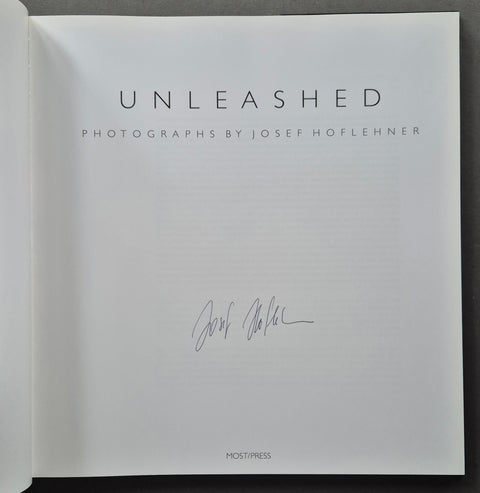 UNLEASHED
PHOTOGRAPHS BY JOSEF HOFLEHNER
Josef Hoflehner
MOST/PRESS